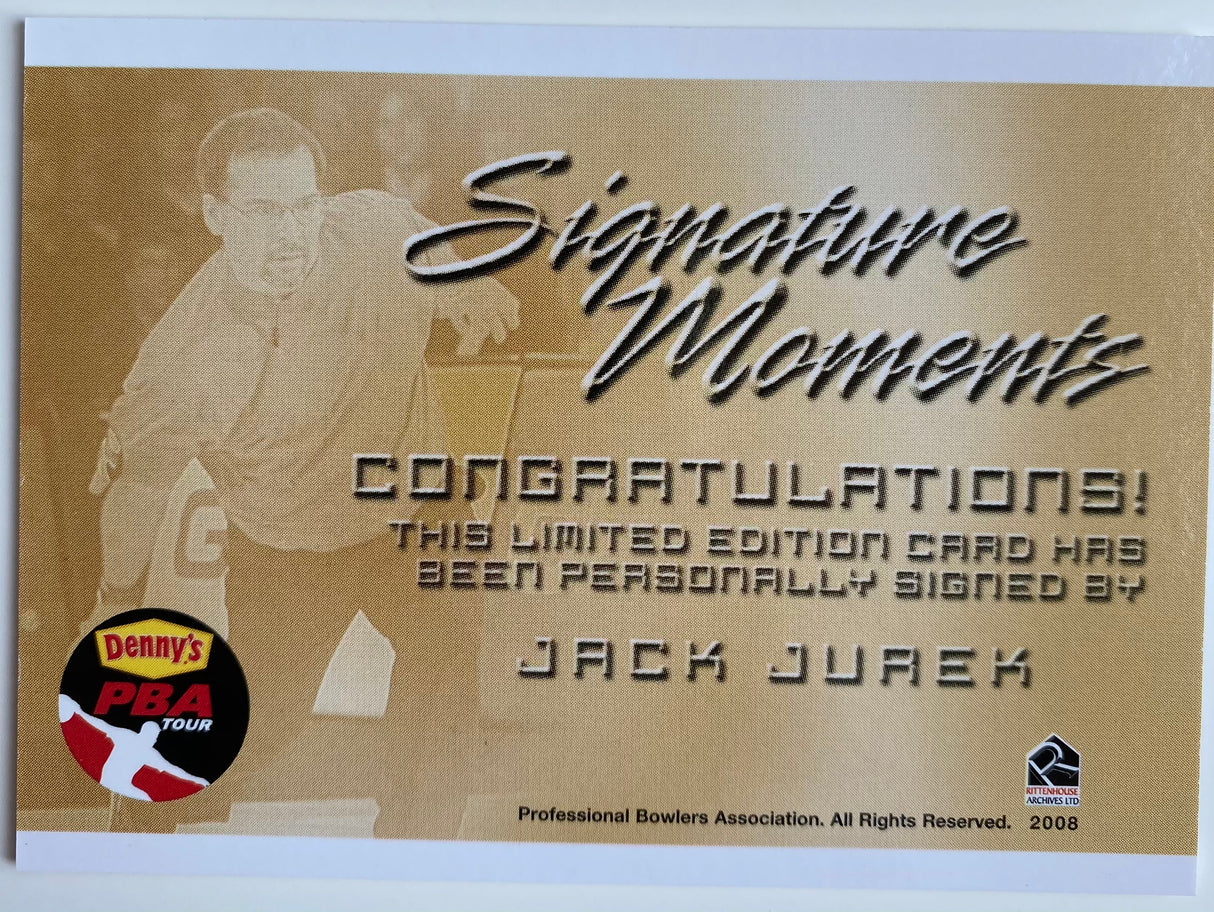 Signature
Moments
CONGRATULATIONS!
THIS LIMITED EDITION CARD HAS
BEEN PERSONALLY SIGNED BY
JACK JUREK
Denny's
PBA
TOUR
RITTENHOUSE
ARCHIVES LTD
Professional Bowlers Association. All Rights Reserved. 2008